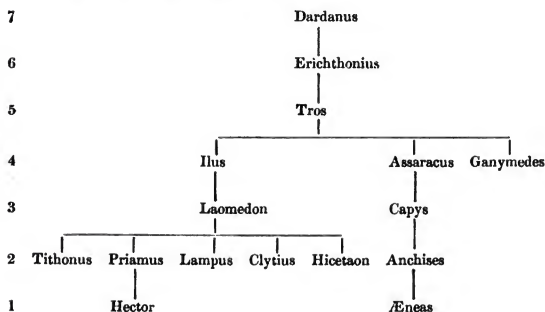 7 Dardanus
6 Erichthonius
5 Tros
4 Ilus Assaracus Ganymedes
3 Laomedon Capys
2 Tithonus Priamus Lampus Clytius Hicetaon Anchises
1 Hector Æneas